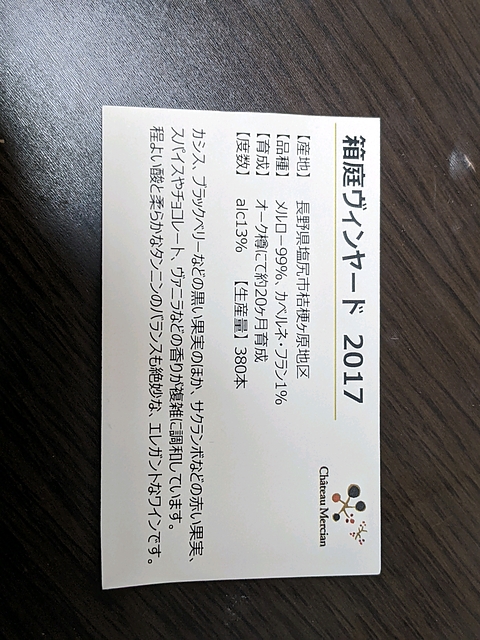 箱庭ヴィンヤード 2017
Château Mercian
【産地】 長野県塩尻市桔梗ヶ原地区
【品種】 メルロー99%、カベルネ・フラン1%
【育成】 オーク樽にて約20ヶ月育成
【度数】 alc13% 【生産量】 380本
カシス、ブラックベリーなどの黒い果実のほか、サクランボなどの赤い果実、
スパイスやチョコレート、ヴァニラなどの香りが複雑に調和しています。
程よい酸と柔らかなタンニンのバランスも絶妙な、エレガントなワインです。